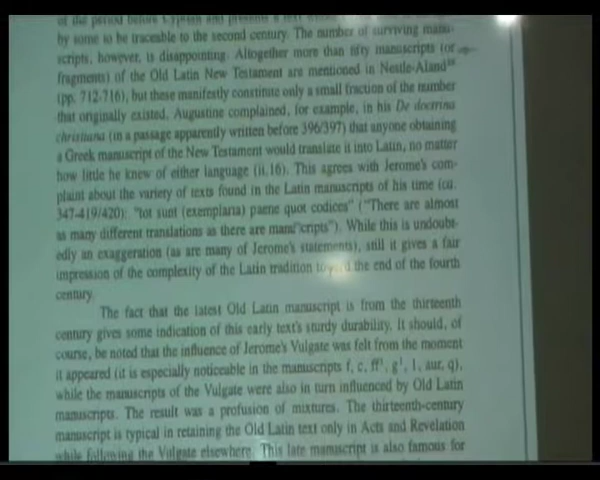 of the period before Cyprian and
by some to be traceable to the second century. The number of surviving manu-
scripts, however, is disappointing. Altogether more than fifty manuscripts (or
fragments) of the Old Latin New Testament are mentioned in Nestle-Aland²⁶
(pp. 712-716), but these manifestly constitute only a small fraction of the number
that originally existed. Augustine complained, for example, in his De doctrina
christiana (in a passage apparently written before 396/397) that anyone obtaining
a Greek manuscript of the New Testament would translate it into Latin, no matter
how little he knew of either language (ii.16). This agrees with Jerome's com-
plaint about the variety of texts found in the Latin manuscripts of his time (ca.
347-419/420): "tot sunt (exemplaria) paene quot codices" ("There are almost
as many different translations as there are manuscripts"). While this is undoubt-
edly an exaggeration (as are many of Jerome's statements), still it gives a fair
impression of the complexity of the Latin tradition toward the end of the fourth
century.
The fact that the latest Old Latin manuscript is from the thirteenth
century gives some indication of this early text's sturdy durability. It should, of
course, be noted that the influence of Jerome's Vulgate was felt from the moment
it appeared (it is especially noticeable in the manuscripts f, c, ff¹, g¹, l, aur, q),
while the manuscripts of the Vulgate were also in turn influenced by Old Latin
manuscripts. The result was a profusion of mixtures. The thirteenth-century
manuscript is typical in retaining the Old Latin text only in Acts and Revelation
while following the Vulgate elsewhere. This late manuscript is also famous for